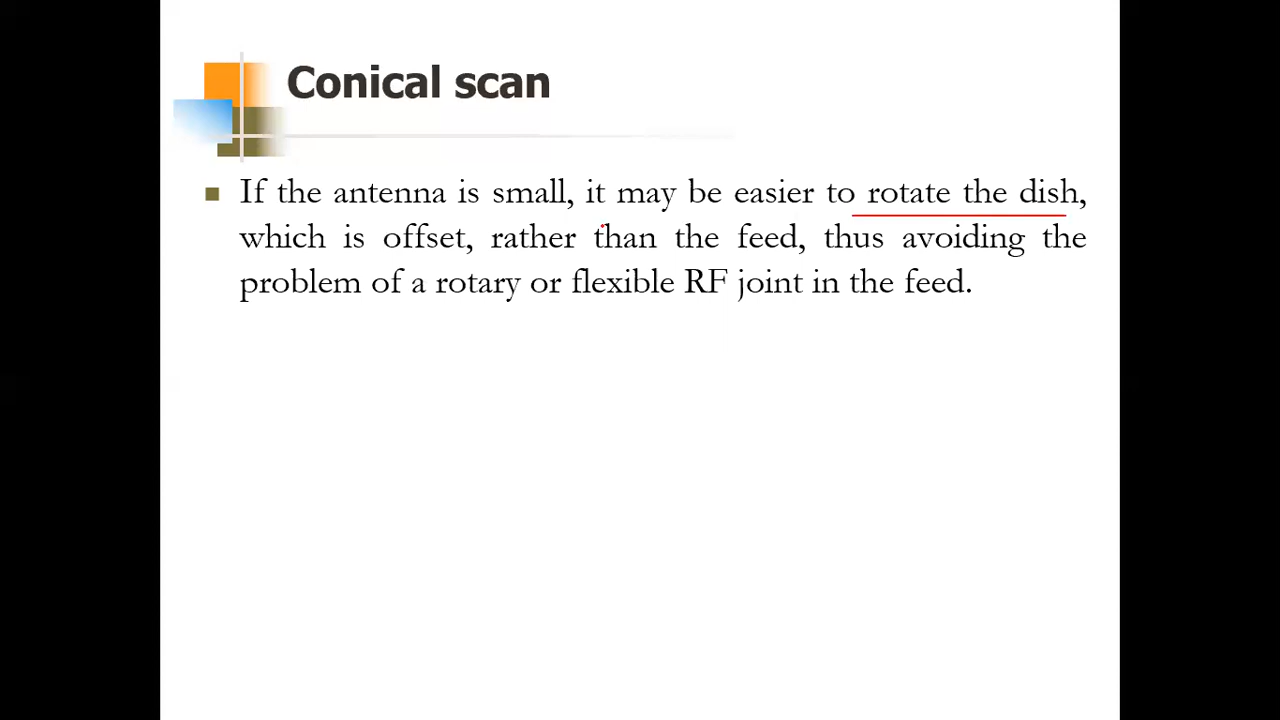 Conical scan
If the antenna is small, it may be easier to rotate the dish,
which is offset, rather than the feed, thus avoiding the
problem of a rotary or flexible RF joint in the feed.